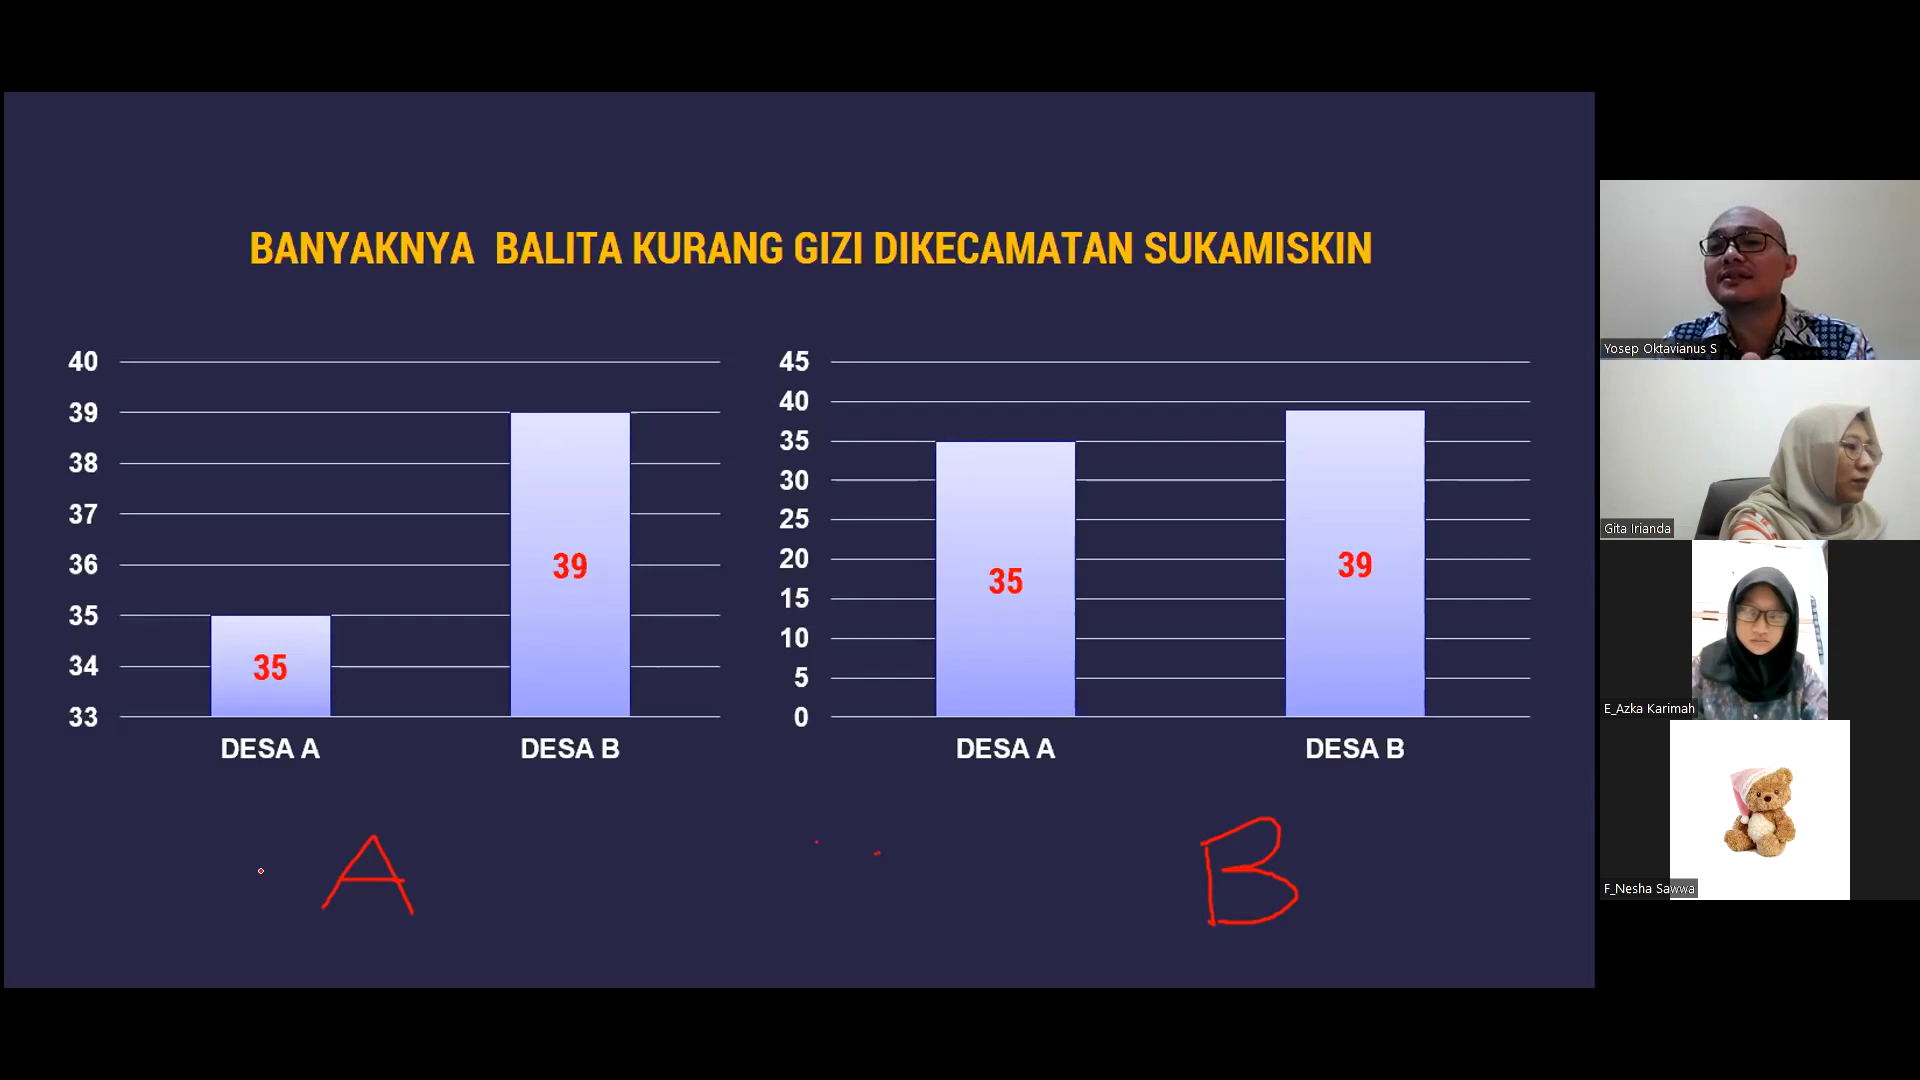 BANYAKNYA BALITA KURANG GIZI DIKECAMATAN SUKAMISKIN
40
39
38
37
36
35
34
33
35
39
DESA A
DESA B
45
40
35
30
25
20
15
10
5
0
35
39
DESA A
DESA B
A
B
Yosep Oktavianus S
Gita Irianda
E_Azka Karimah
F_Nesha Sawwa